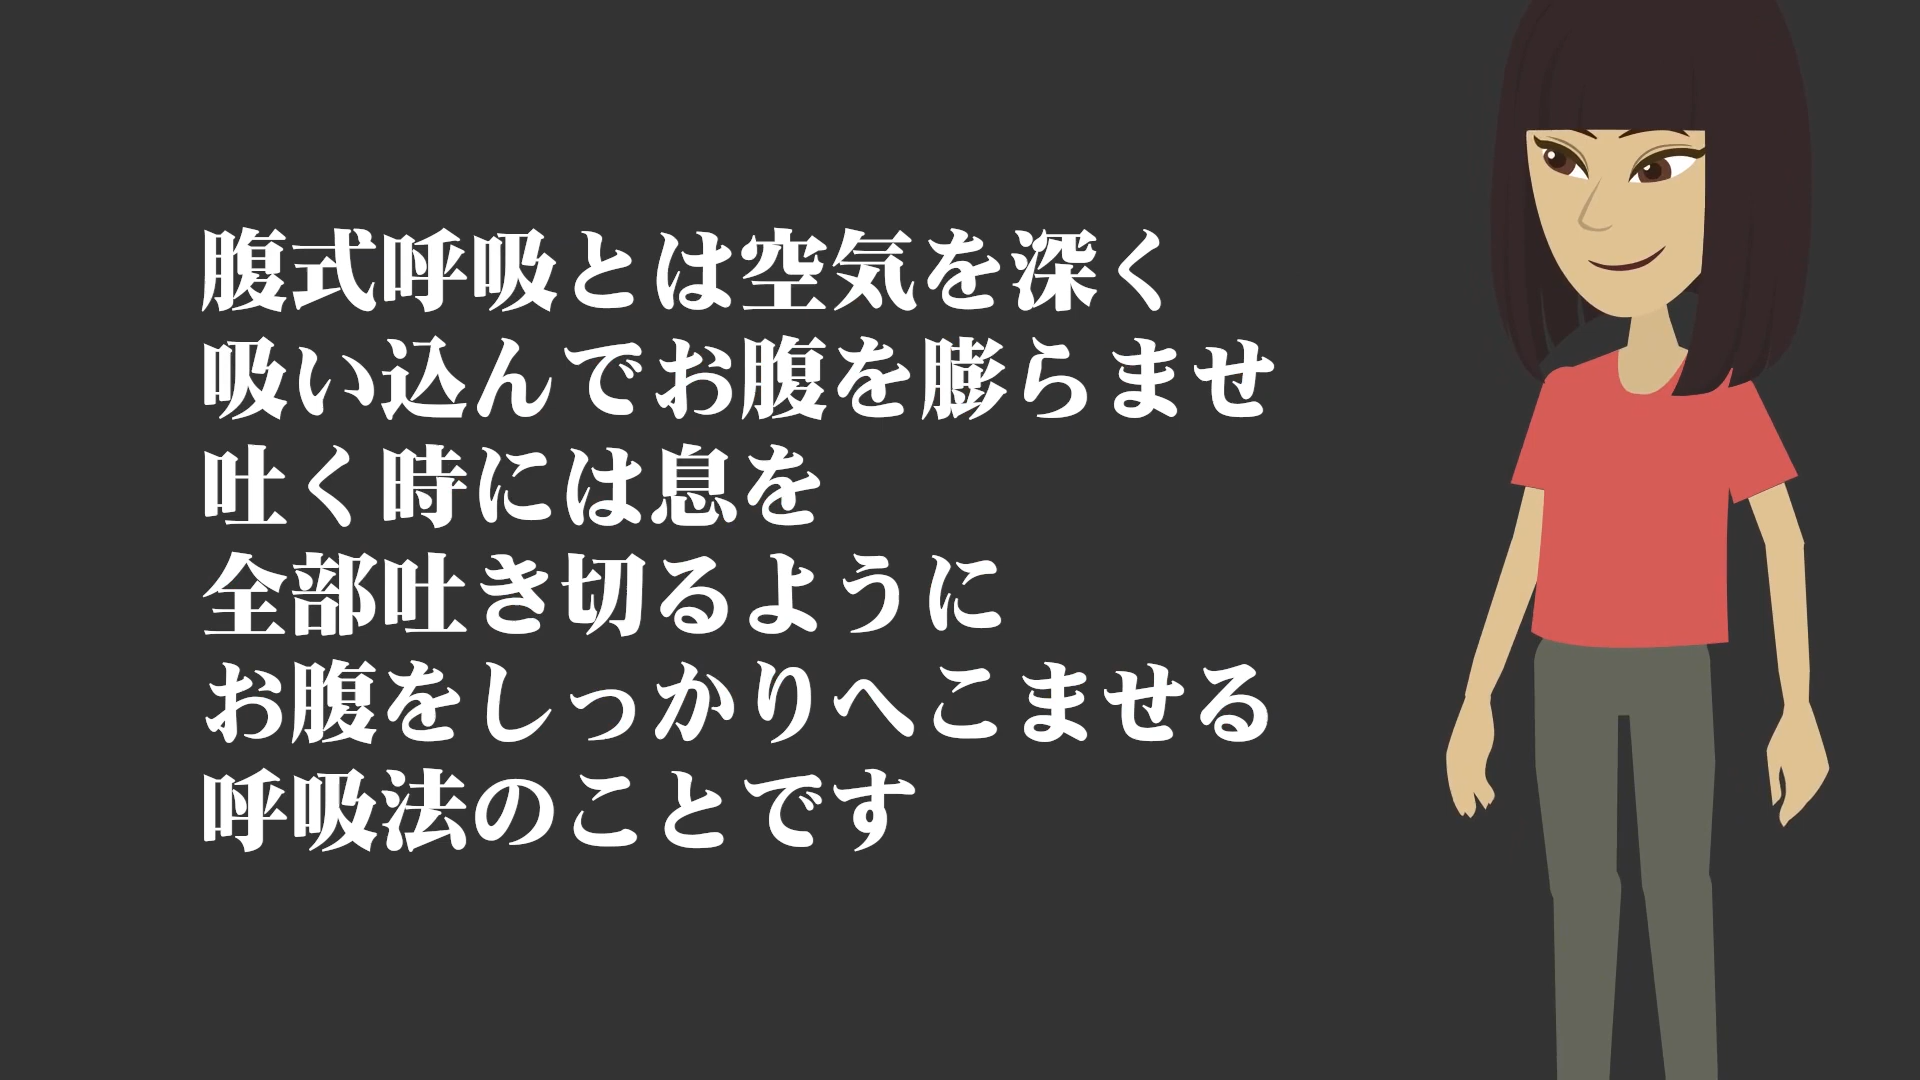 腹式呼吸とは空気を深く
吸い込んでお腹を膨らませ
吐く時には息を
全部吐き切るように
お腹をしっかりへこませる
呼吸法のことです